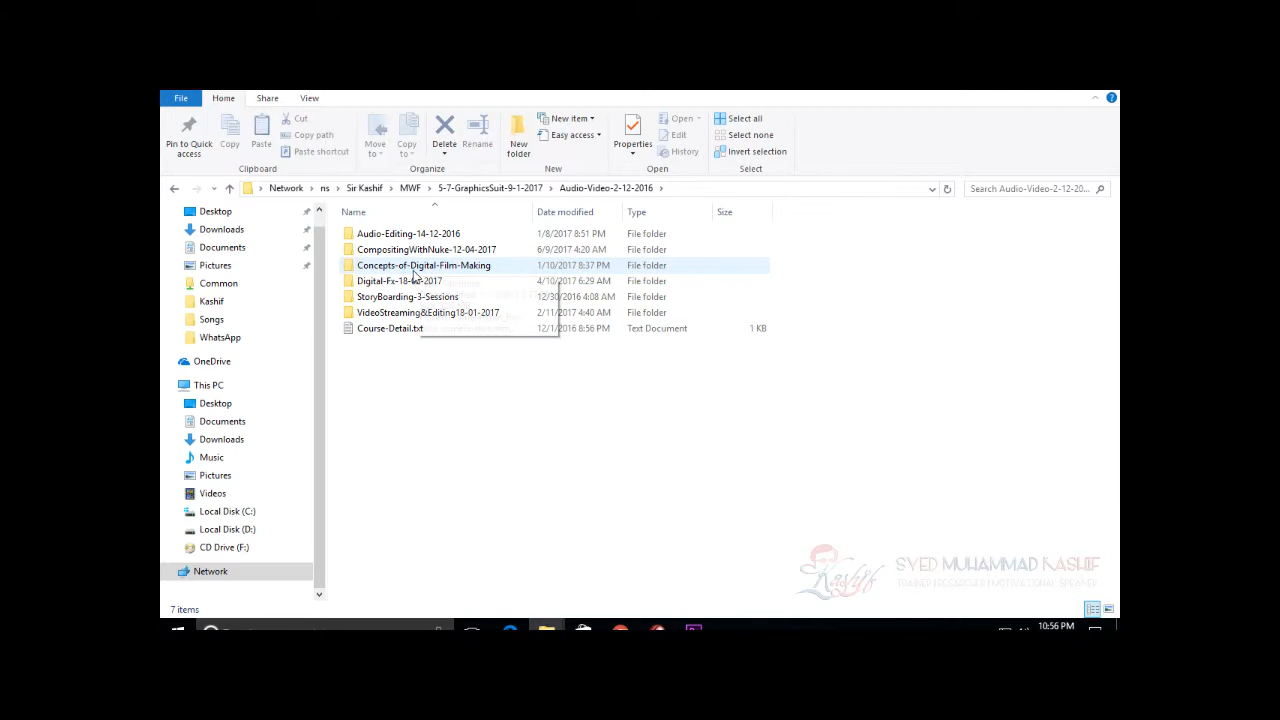 File Home Share View
Pin to Quick access
Copy
Paste
Cut
Copy path
Paste shortcut
Clipboard
Move to
Copy to
Delete
Rename
Organize
New folder
New item
Easy access
New
Properties
Open
Edit
History
Open
Select all
Select none
Invert selection
Select
Network > ns > Sir Kashif > MWF > 5-7-GraphicsSuit-9-1-2017 > Audio-Video-2-12-2016 >
Search Audio-Video-2-12-20...
Desktop
Downloads
Documents
Pictures
Common
Kashif
Songs
WhatsApp
OneDrive
This PC
Desktop
Documents
Downloads
Music
Pictures
Videos
Local Disk (C:)
Local Disk (D:)
CD Drive (F:)
Network
Name Date modified Type Size
Audio-Editing-14-12-2016 1/8/2017 8:51 PM File folder
CompositingWithNuke-12-04-2017 6/9/2017 4:20 AM File folder
Concepts-of-Digital-Film-Making 1/10/2017 8:37 PM File folder
4/10/2017 6:29 AM File folder
StoryBoarding-3-Sessions 12/30/2016 4:08 AM File folder
VideoStreaming&Editing18-01-2017 2/11/2017 4:40 AM File folder
Course-Detail.txt 12/1/2016 8:56 PM Text Document 1 KB
Kashif
SYED MUHAMMAD KASHIF
TRAINER | RESEARCHER | MOTIVATIONAL SPEAKER
7 items
10:56 PM